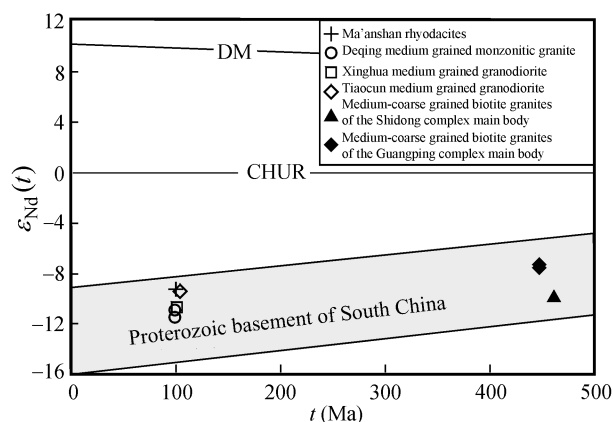 12
8
4
0
−4
−8
−12
−16
εNd(t)
DM
CHUR
Ma'anshan rhyodacites
Deqing medium grained monzonitic granite
Xinghua medium grained granodiorite
Tiaocun medium grained granodiorite
Medium-coarse grained biotite granites
of the Shidong complex main body
Medium-coarse grained biotite granites
of the Guangping complex main body
Proterozoic basement of South China
0 100 200 300 400 500
t (Ma)